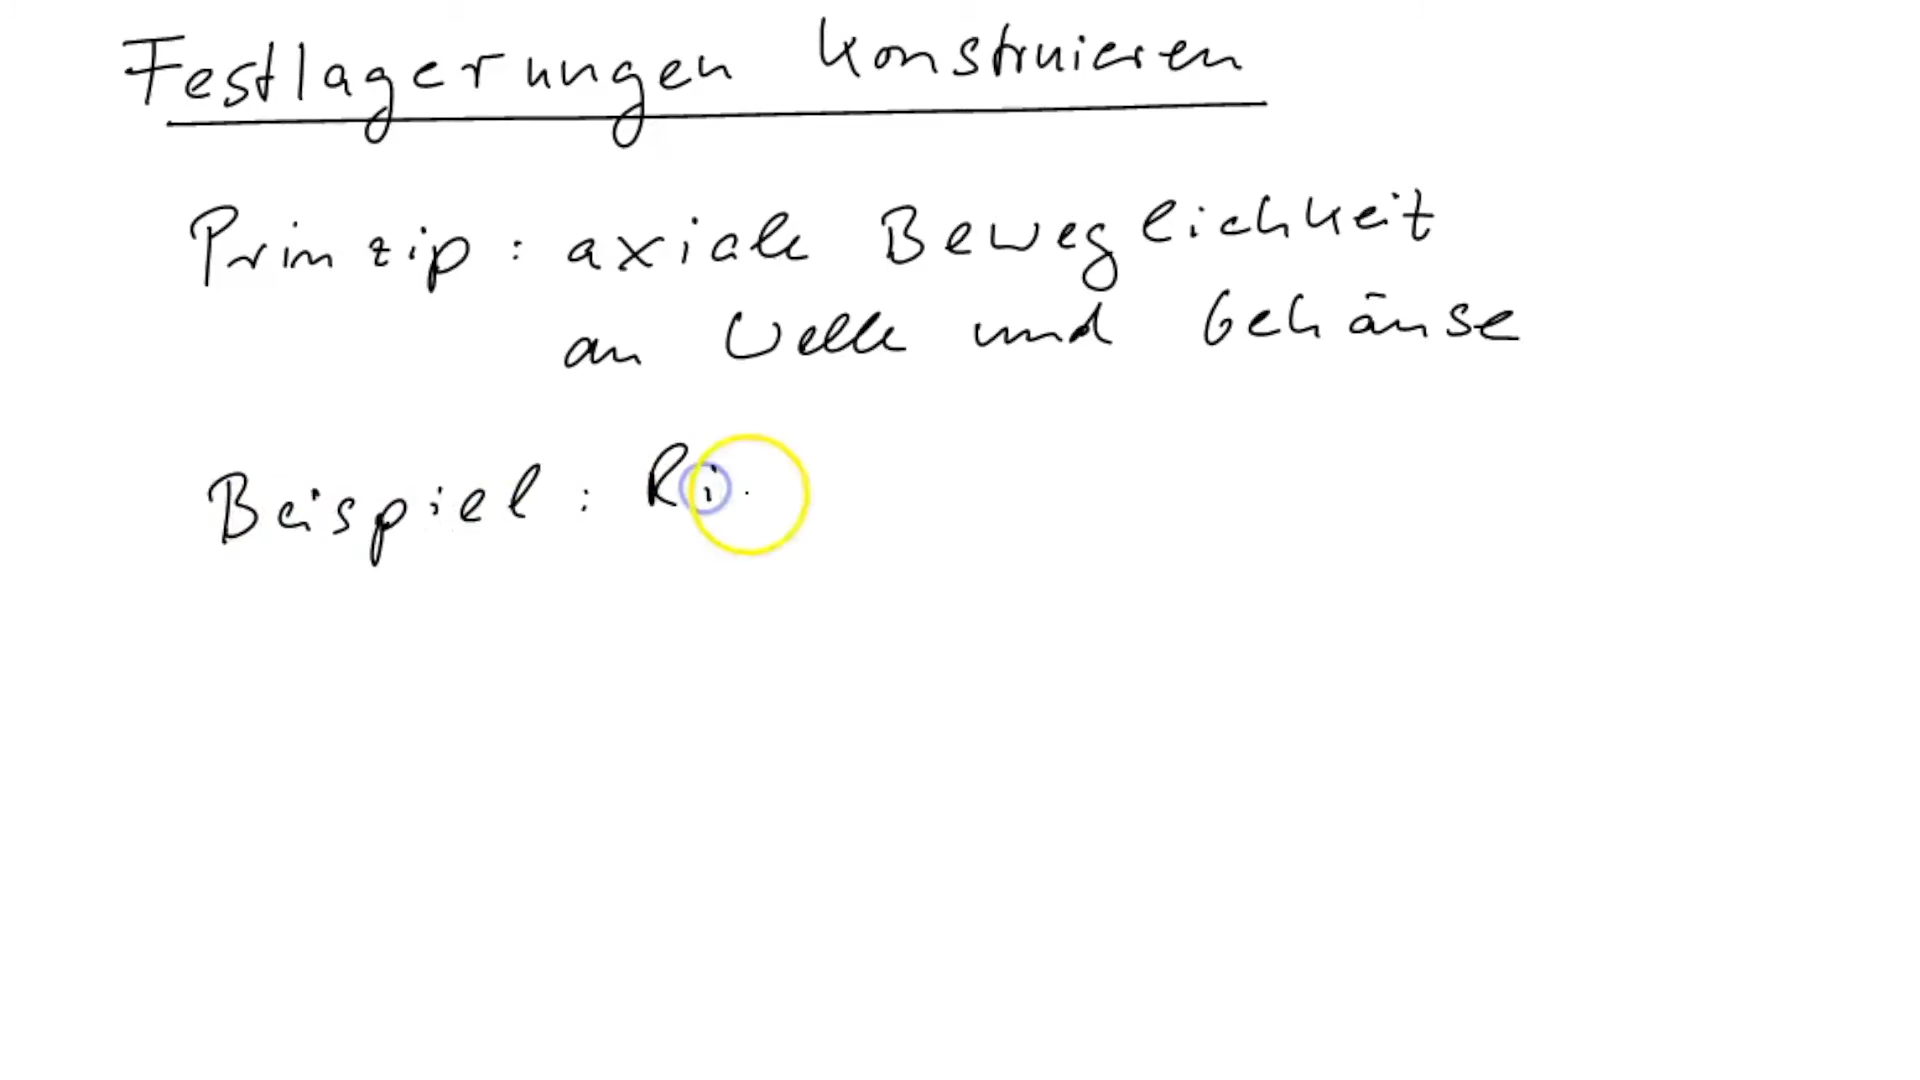 Festlagerungen konstruieren
Prinzip: axiale Beweglichkeit
an Welle und Gehäuse
Beispiel: Ri